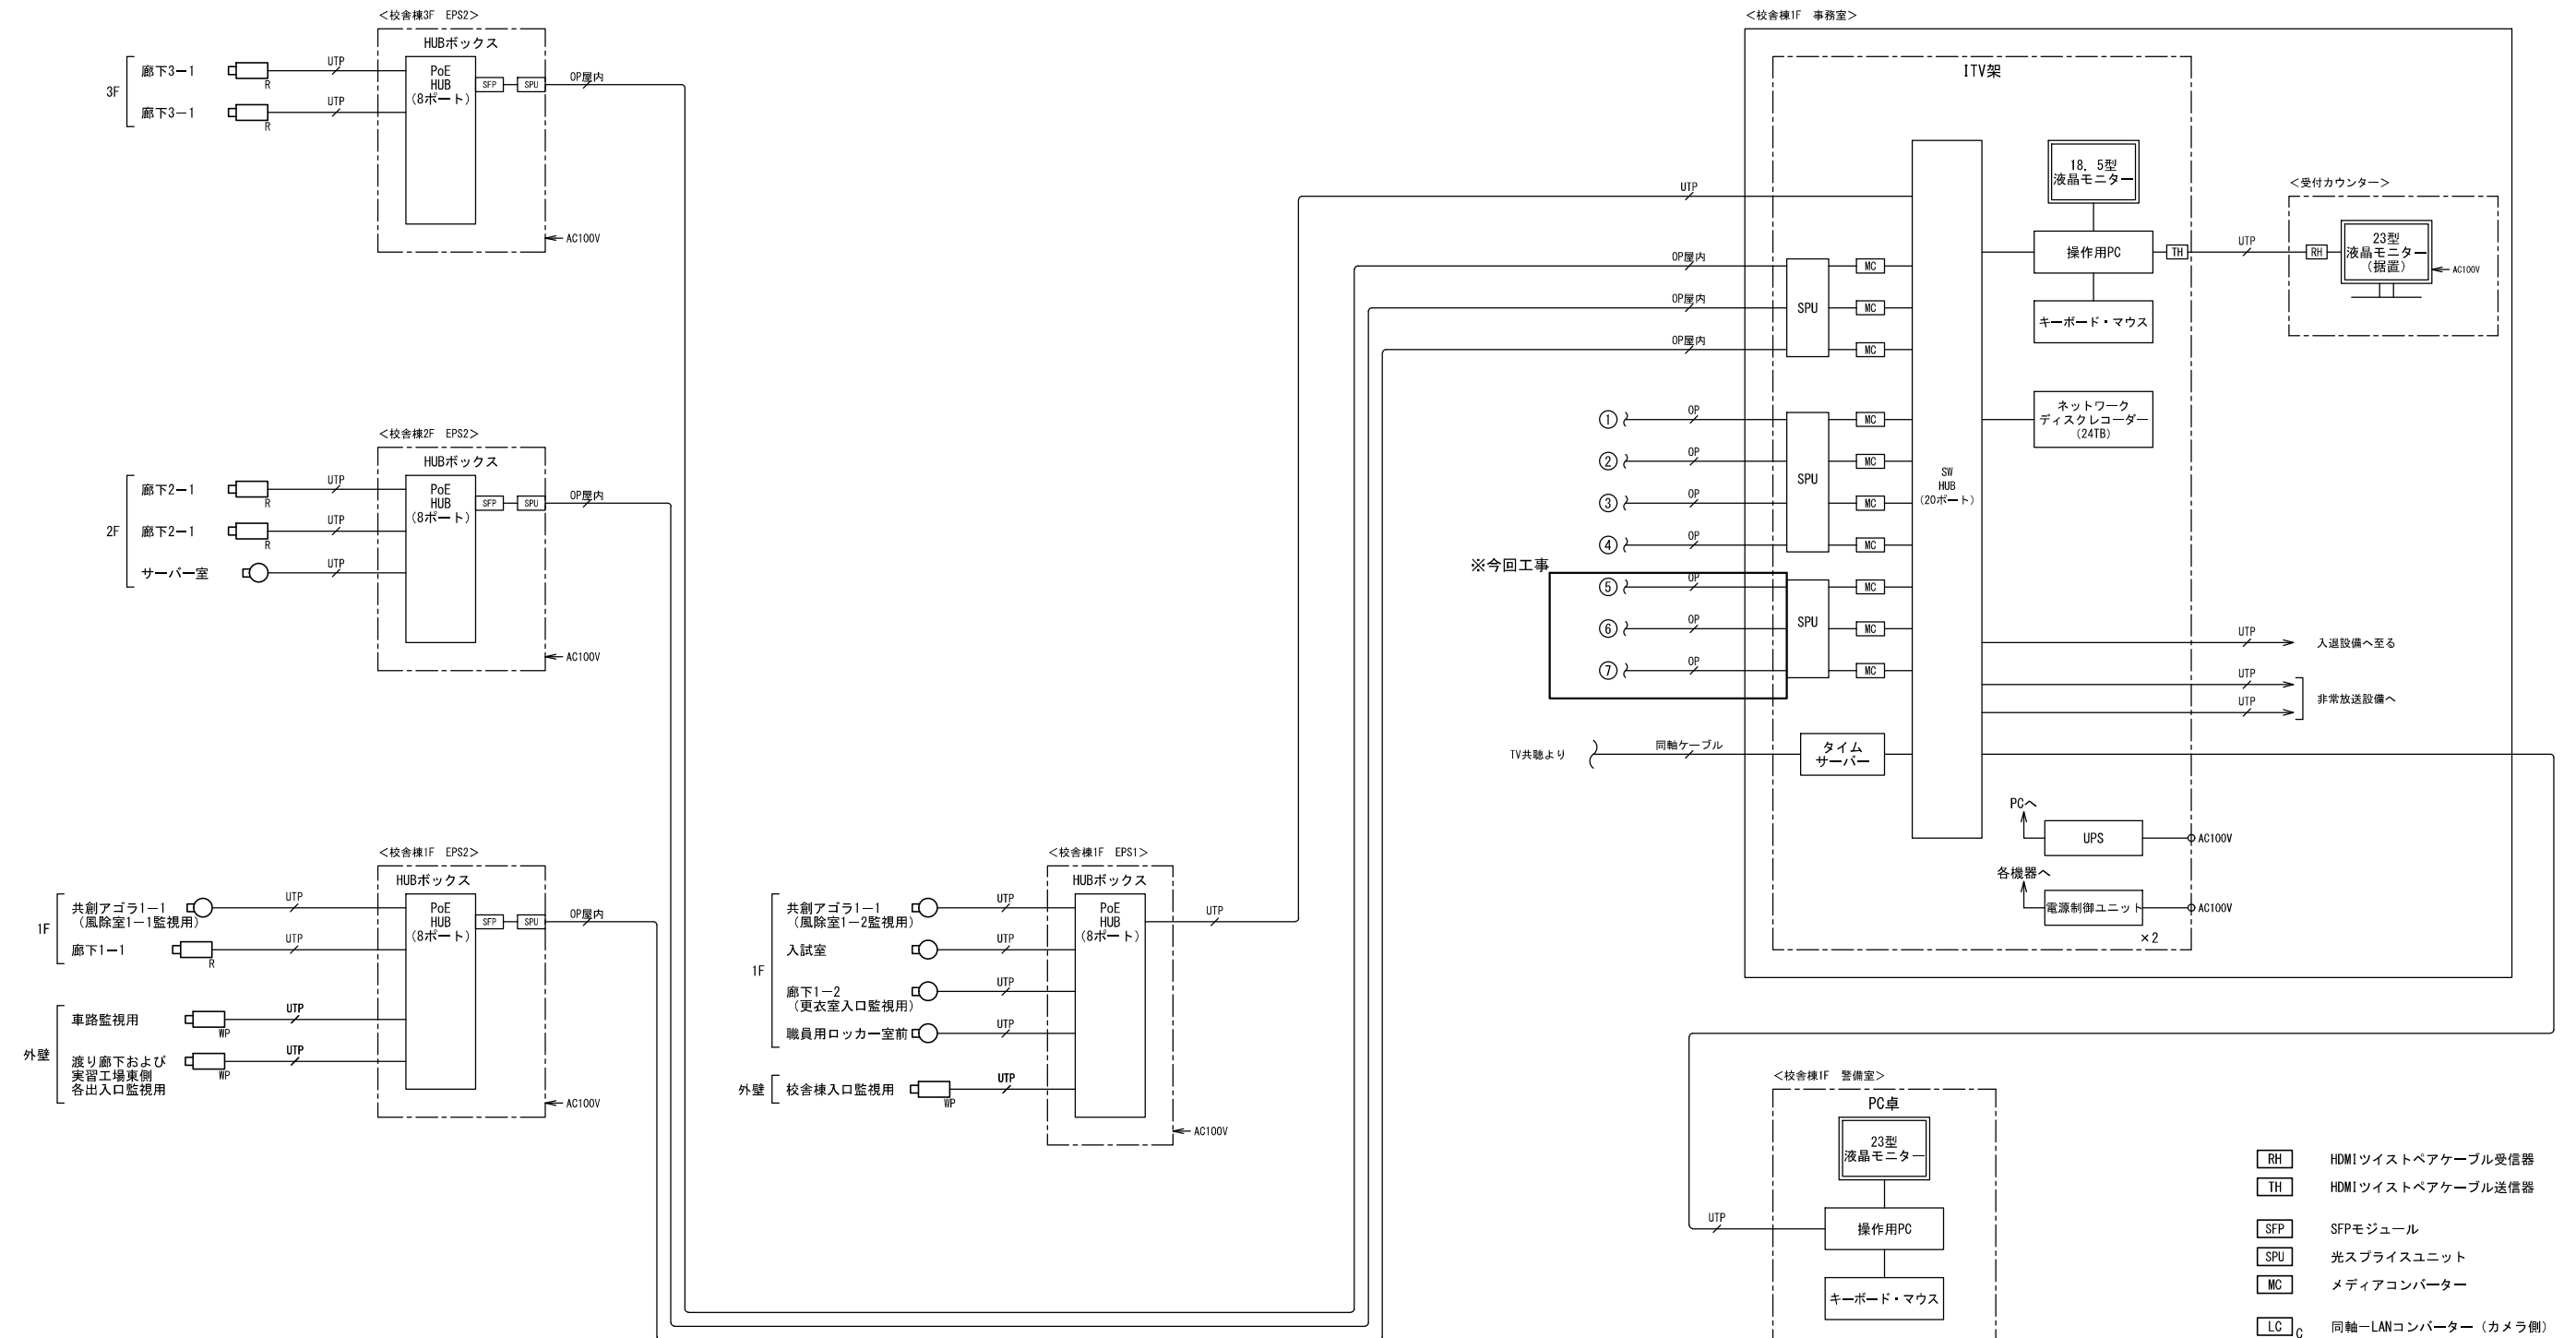 ＜校舎棟3F EPS2＞
HUBボックス
3F
廊下3ー1
R
UTP
廊下3ー1
R
UTP
PoE
HUB
（8ポート）
SFP
SPU
OP屋内
AC100V
＜校舎棟2F EPS2＞
HUBボックス
2F
廊下2ー1
R
UTP
廊下2ー1
R
UTP
サーバー室
UTP
PoE
HUB
（8ポート）
SFP
SPU
OP屋内
AC100V
＜校舎棟1F EPS2＞
HUBボックス
1F
共創アゴラ1ー1
（風除室1ー1監視用）
UTP
廊下1ー1
R
UTP
外壁
車路監視用
WP
UTP
渡り廊下および
実習工場東側
各出入口監視用
WP
UTP
PoE
HUB
（8ポート）
SFP
SPU
OP屋内
AC100V
＜校舎棟1F EPS1＞
HUBボックス
1F
共創アゴラ1ー1
（風除室1ー2監視用）
UTP
入試室
UTP
廊下1ー2
（更衣室入口監視用）
UTP
職員用ロッカー室前
UTP
外壁
校舎棟入口監視用
WP
UTP
PoE
HUB
（8ポート）
UTP
AC100V
＜校舎棟1F 事務室＞
ITV架
UTP
OP屋内
OP屋内
OP屋内
SPU
MC
MC
MC
① OP
② OP
③ OP
④ OP
SPU
MC
MC
MC
MC
※今回工事
⑤ OP
⑥ OP
⑦ OP
SPU
MC
MC
MC
TV共聴より
同軸ケーブル
タイム
サーバー
SW
HUB
（20ポート）
18．5型
液晶モニター
操作用PC
TH
UTP
キーボード・マウス
ネットワーク
ディスクレコーダー
（24TB）
＜受付カウンター＞
RH
23型
液晶モニター
（据置）
AC100V
UTP
入退設備へ至る
UTP
UTP
非常放送設備へ
PCへ
UPS
AC100V
各機器へ
電源制御ユニット
AC100V
×2
＜校舎棟1F 警備室＞
PC卓
23型
液晶モニター
UTP
操作用PC
キーボード・マウス
RH HDMIツイストペアケーブル受信器
TH HDMIツイストペアケーブル送信器
SFP SFPモジュール
SPU 光スプライスユニット
MC メディアコンバーター
LC C 同軸ーLANコンバーター（カメラ側）